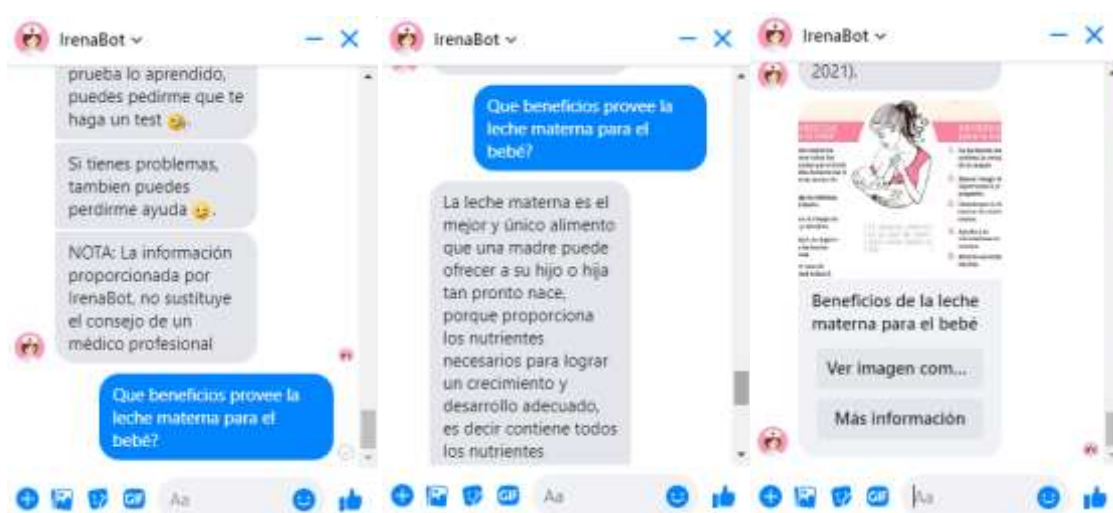 IrenaBot
prueba lo aprendido,
puedes pedirme que te
haga un test
Si tienes problemas,
tambien puedes
perdirme ayuda
NOTA: La información
proporcionada por
IrenaBot, no sustituye
el consejo de un
médico profesional
Que beneficios provee la
leche materna para el
bebé?
Aa
IrenaBot
Que beneficios provee la
leche materna para el
bebé?
La leche materna es el
mejor y único alimento
que una madre puede
ofrecer a su hijo o hija
tan pronto nace,
porque proporciona
los nutrientes
necesarios para lograr
un crecimiento y
desarrollo adecuado,
es decir contiene todos
los nutrientes
GIF
Aa
IrenaBot
2021).
Beneficios de la leche
materna para el bebé
Ver imagen com...
Más información
GIF
Aa
GIF